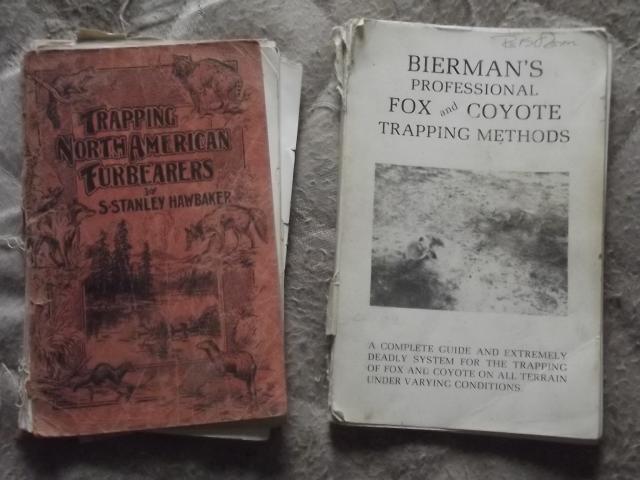 TRAPPING
NORTH AMERICAN
FURBEARERS
BY
S. STANLEY HAWBAKER
BIERMAN'S
PROFESSIONAL
FOX and COYOTE
TRAPPING METHODS
A COMPLETE GUIDE AND EXTREMELY
DEADLY SYSTEM FOR THE TRAPPING
OF FOX AND COYOTE ON ALL TERRAIN
UNDER VARYING CONDITIONS.